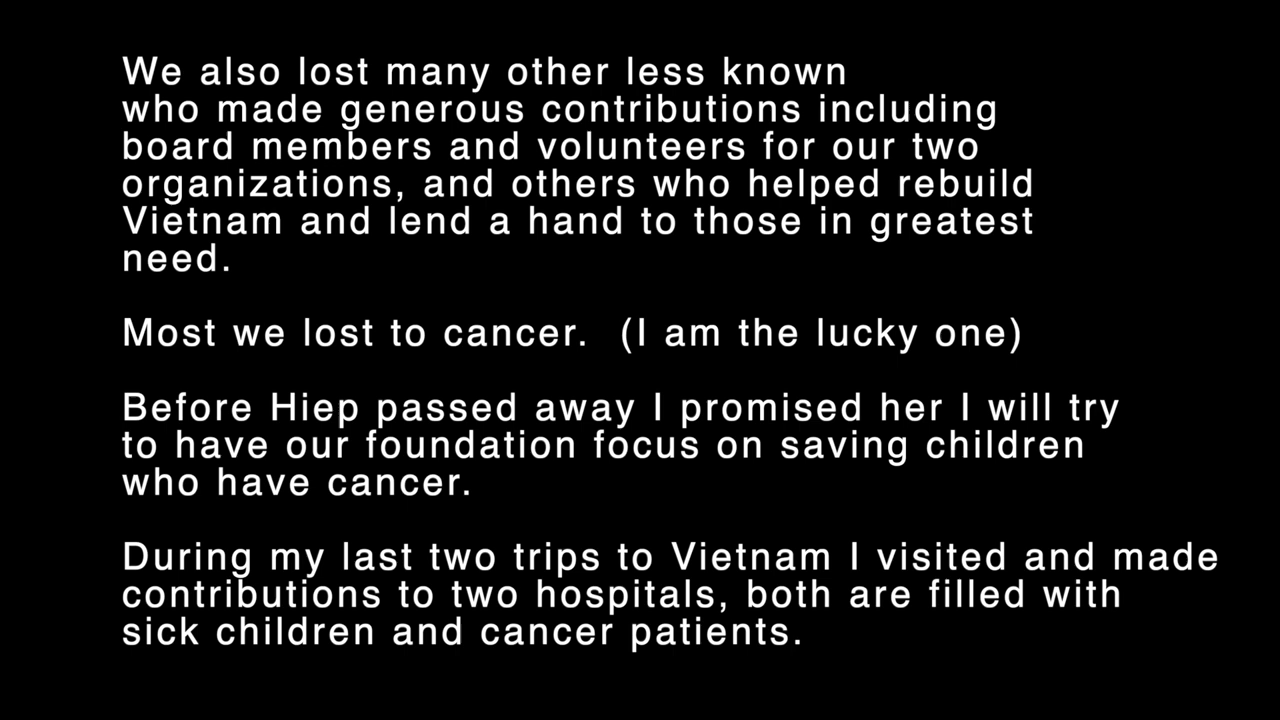 We also lost many other less known
who made generous contributions including
board members and volunteers for our two
organizations, and others who helped rebuild
Vietnam and lend a hand to those in greatest
need.
Most we lost to cancer.  (I am the lucky one)
Before Hiep passed away I promised her I will try
to have our foundation focus on saving children
who have cancer.
During my last two trips to Vietnam I visited and made
contributions to two hospitals, both are filled with
sick children and cancer patients.